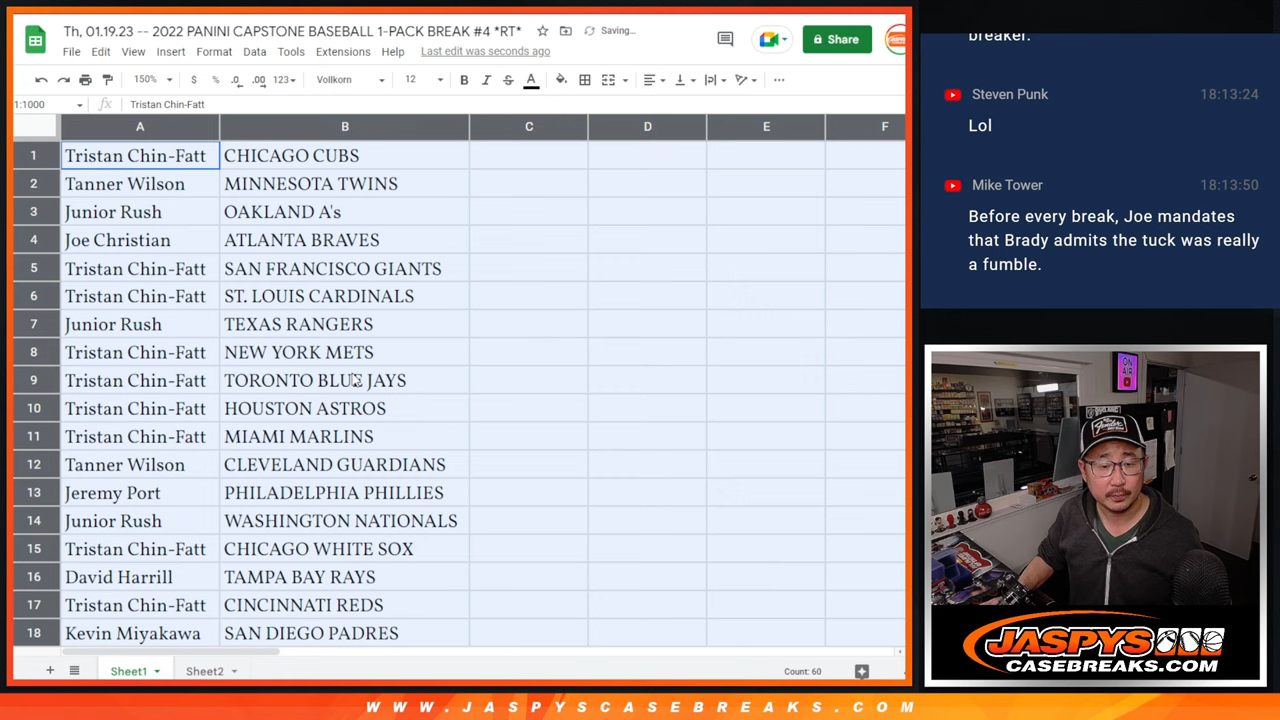 Th, 01.19.23 -- 2022 PANINI CAPSTONE BASEBALL 1-PACK BREAK #4 *RT* Saving...
File Edit View Insert Format Data Tools Extensions Help Last edit was seconds ago
Share
150% $ % .0 .00 123 Vollkorn 12 B I S A
1:1000 fx Tristan Chin-Fatt
A B C D E F
1 Tristan Chin-Fatt CHICAGO CUBS
2 Tanner Wilson MINNESOTA TWINS
3 Junior Rush OAKLAND A's
4 Joe Christian ATLANTA BRAVES
5 Tristan Chin-Fatt SAN FRANCISCO GIANTS
6 Tristan Chin-Fatt ST. LOUIS CARDINALS
7 Junior Rush TEXAS RANGERS
8 Tristan Chin-Fatt NEW YORK METS
9 Tristan Chin-Fatt TORONTO BLUE JAYS
10 Tristan Chin-Fatt HOUSTON ASTROS
11 Tristan Chin-Fatt MIAMI MARLINS
12 Tanner Wilson CLEVELAND GUARDIANS
13 Jeremy Port PHILADELPHIA PHILLIES
14 Junior Rush WASHINGTON NATIONALS
15 Tristan Chin-Fatt CHICAGO WHITE SOX
16 David Harrill TAMPA BAY RAYS
17 Tristan Chin-Fatt CINCINNATI REDS
18 Kevin Miyakawa SAN DIEGO PADRES
Sheet1 Sheet2 Count: 60
breaker.
Steven Punk 18:13:24
Lol
Mike Tower 18:13:50
Before every break, Joe mandates
that Brady admits the tuck was really
a fumble.
ON
AIR
Fender
JASPYS
CASEBREAKS.COM
WWW.JASPYSCASEBREAKS.COM